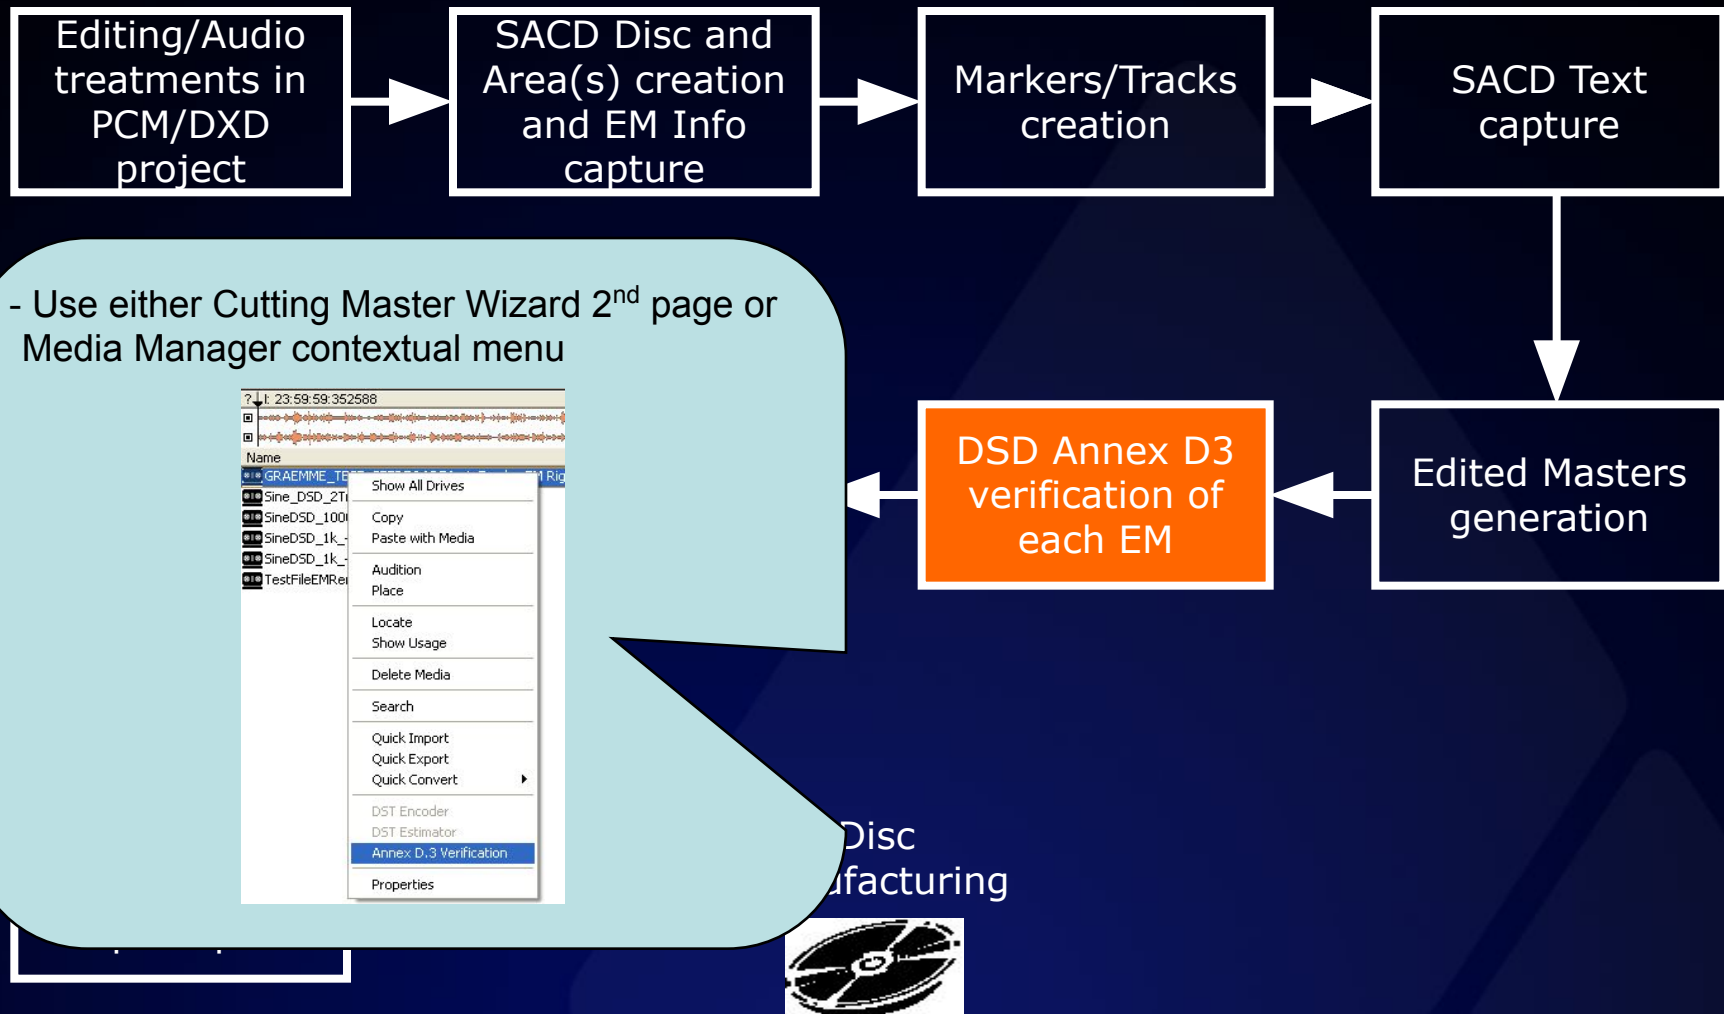 Editing/Audio
treatments in
PCM/DXD
project
SACD Disc and
Area(s) creation
and EM Info
capture
Markers/Tracks
creation
SACD Text
capture
- Use either Cutting Master Wizard 2nd page or
Media Manager contextual menu
23:59:59:352588
Name
Show All Drives
Sine_DSD_2Tr
Copy
Paste with Media
Audition
Place
Locate
Show Usage
Delete Media
Search
Quick Import
Quick Export
Quick Convert
DST Encoder
DST Estimator
Annex D.3 Verification
Properties
DSD Annex D3
verification of
each EM
Edited Masters
generation
Disc
ufacturing